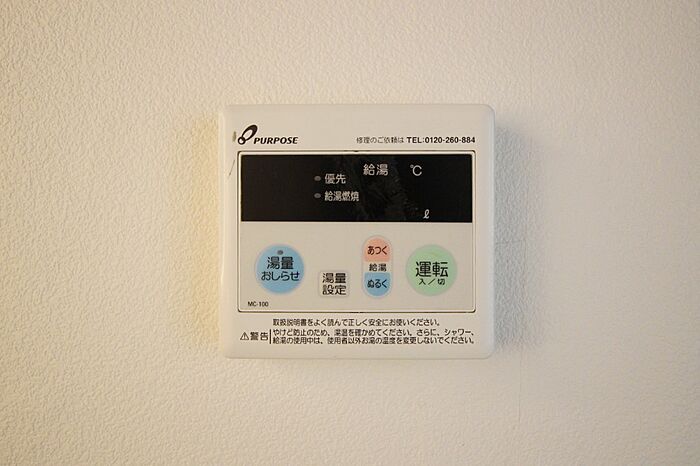 PURPOSE
修理のご依頼は TEL:0120-260-884
給湯 ℃
優先
給湯燃焼
ℓ
湯量
おしらせ
湯量
設定
あつく
給湯
ぬるく
運転
入/切
MC-100
取扱説明書をよく読んで正しく安全にお使いください。
⚠警告 やけど防止のため、湯温を確かめてください。さらに、シャワー、
給湯の使用中は、使用者以外お湯の温度を変更しないでください。